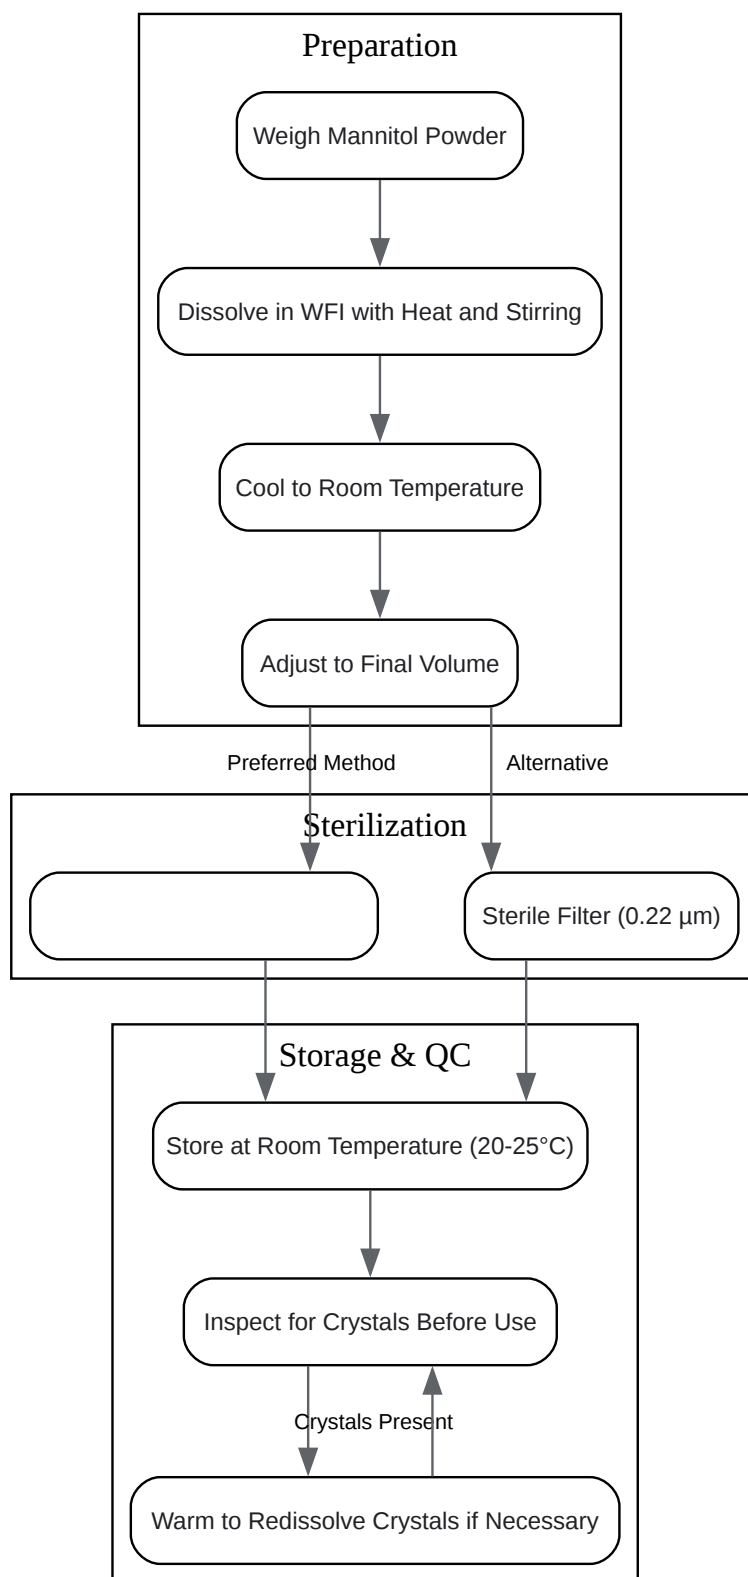 Preparation
Weigh Mannitol Powder
Dissolve in WFI with Heat and Stirring
Cool to Room Temperature
Adjust to Final Volume
Preferred Method
Alternative
Sterilization
Sterile Filter (0.22 µm)
Storage & QC
Store at Room Temperature (20-25°C)
Inspect for Crystals Before Use
Crystals Present
Warm to Redissolve Crystals if Necessary